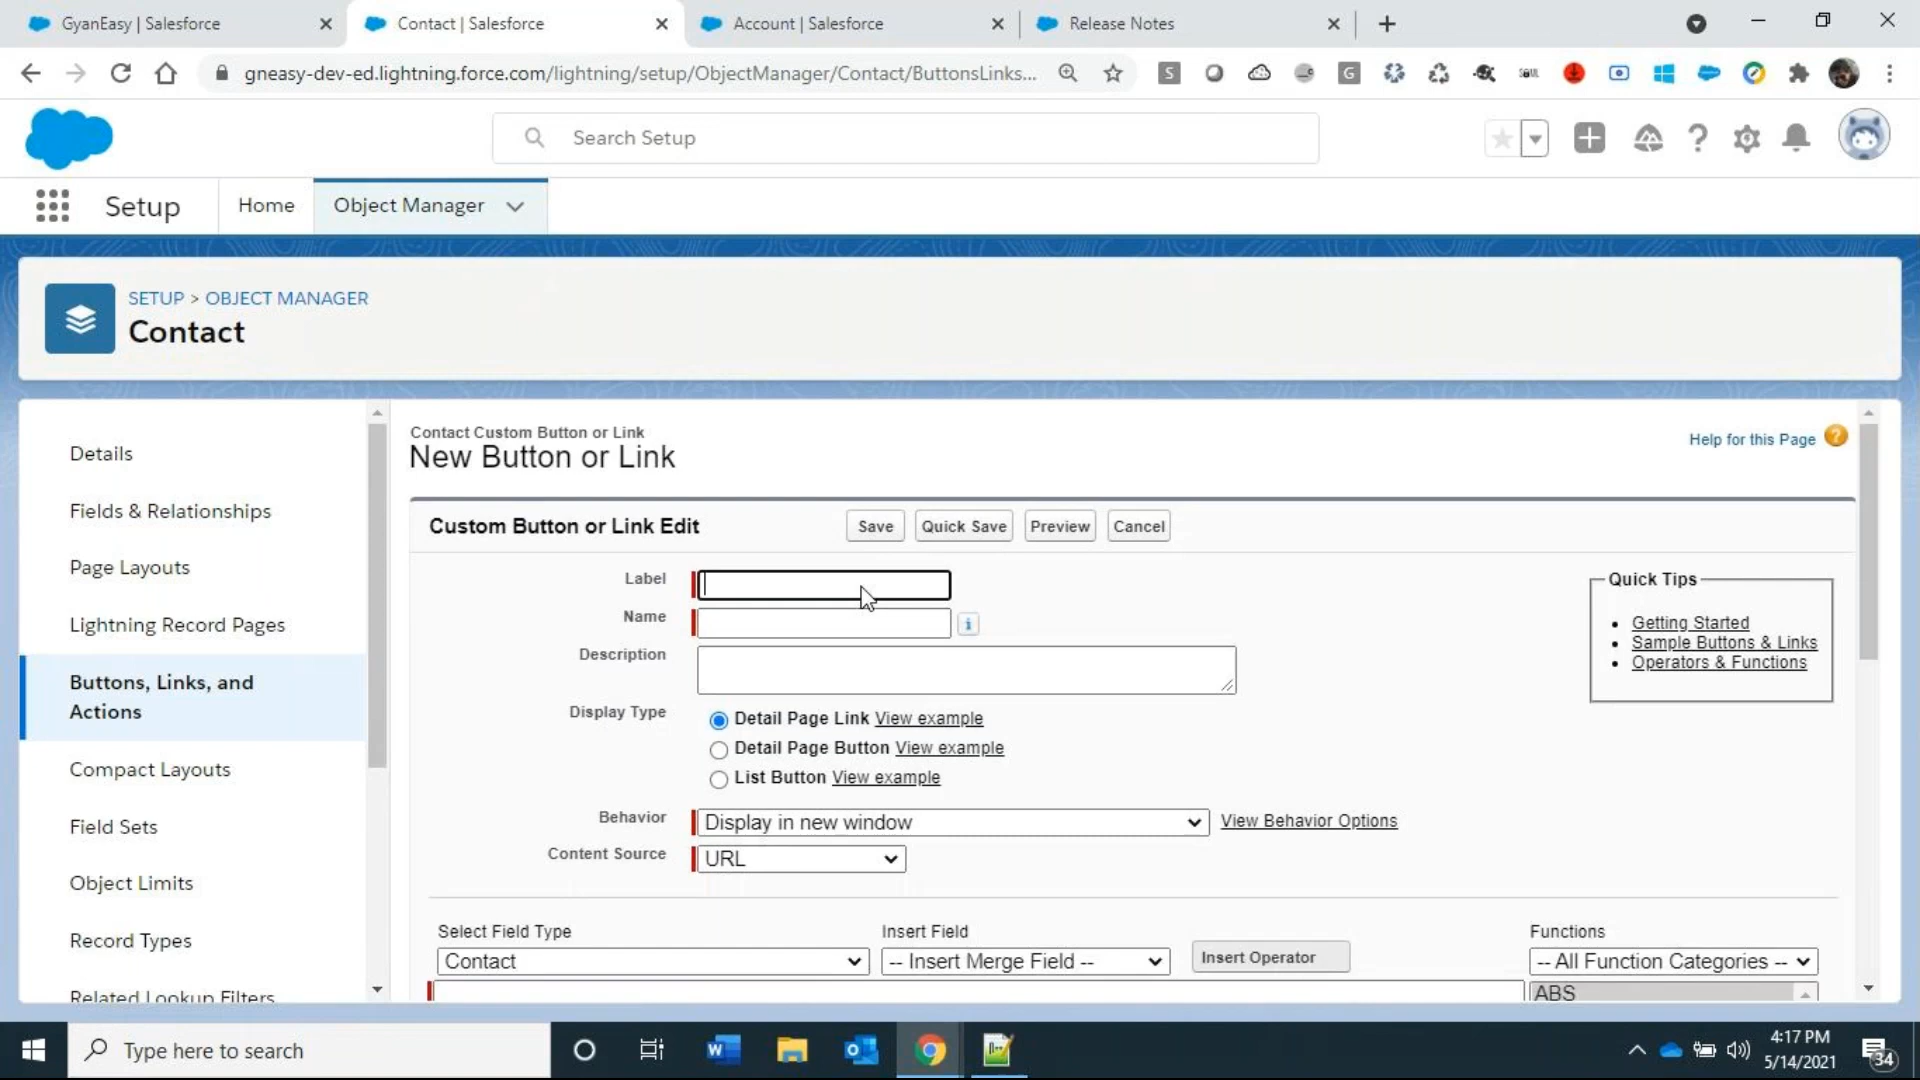 GyanEasy | Salesforce
Contact | Salesforce
Account | Salesforce
Release Notes
gneasy-dev-ed.lightning.force.com/lightning/setup/ObjectManager/Contact/ButtonsLinks...
Search Setup
Setup
Home
Object Manager
SETUP > OBJECT MANAGER
Contact
Details
Fields & Relationships
Page Layouts
Lightning Record Pages
Buttons, Links, and
Actions
Compact Layouts
Field Sets
Object Limits
Record Types
Related Lookup Filters
Contact Custom Button or Link
New Button or Link
Help for this Page
Custom Button or Link Edit
Save
Quick Save
Preview
Cancel
Label
Name
Description
Display Type
Detail Page Link View example
Detail Page Button View example
List Button View example
Behavior
Display in new window
View Behavior Options
Content Source
URL
Quick Tips
Getting Started
Sample Buttons & Links
Operators & Functions
Select Field Type
Contact
Insert Field
-- Insert Merge Field --
Insert Operator
Functions
-- All Function Categories --
ABS
Type here to search
4:17 PM
5/14/2021
34